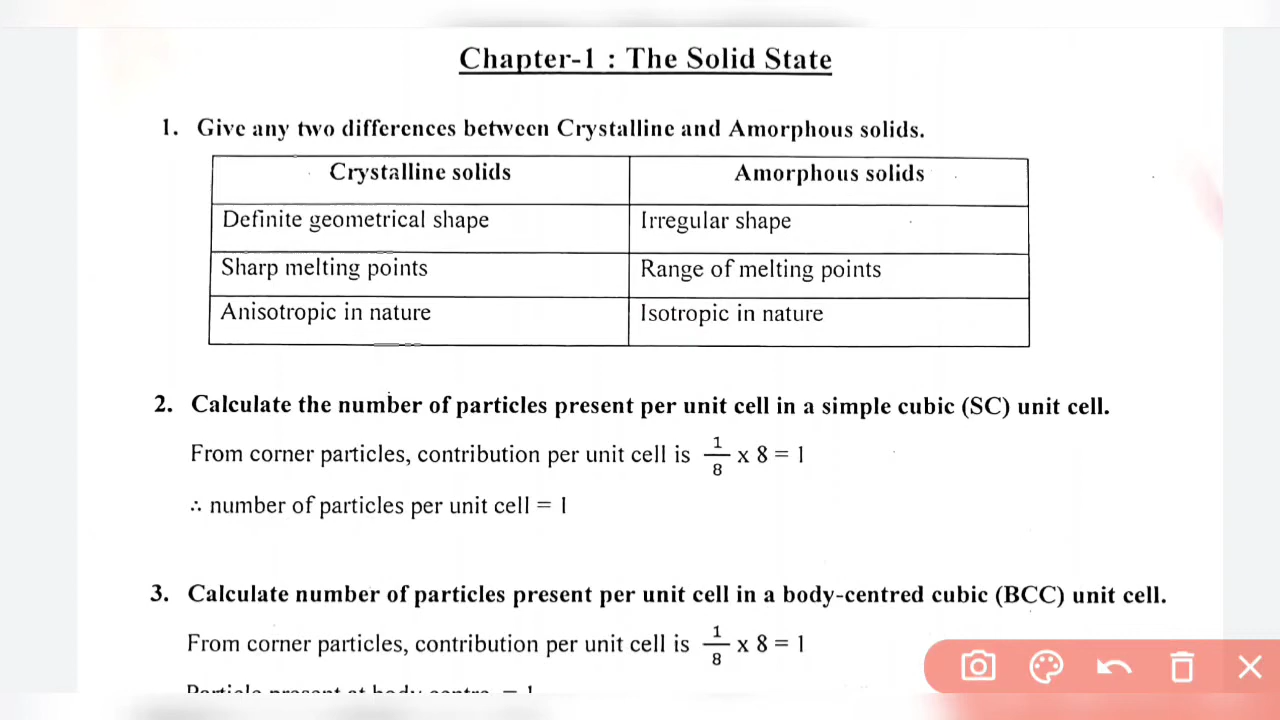 Chapter-1 : The Solid State
1. Give any two differences between Crystalline and Amorphous solids.
Crystalline solids Amorphous solids
Definite geometrical shape Irregular shape
Sharp melting points Range of melting points
Anisotropic in nature Isotropic in nature
2. Calculate the number of particles present per unit cell in a simple cubic (SC) unit cell.
From corner particles, contribution per unit cell is 1/8 x 8 = 1
∴ number of particles per unit cell = 1
3. Calculate number of particles present per unit cell in a body-centred cubic (BCC) unit cell.
From corner particles, contribution per unit cell is 1/8 x 8 = 1